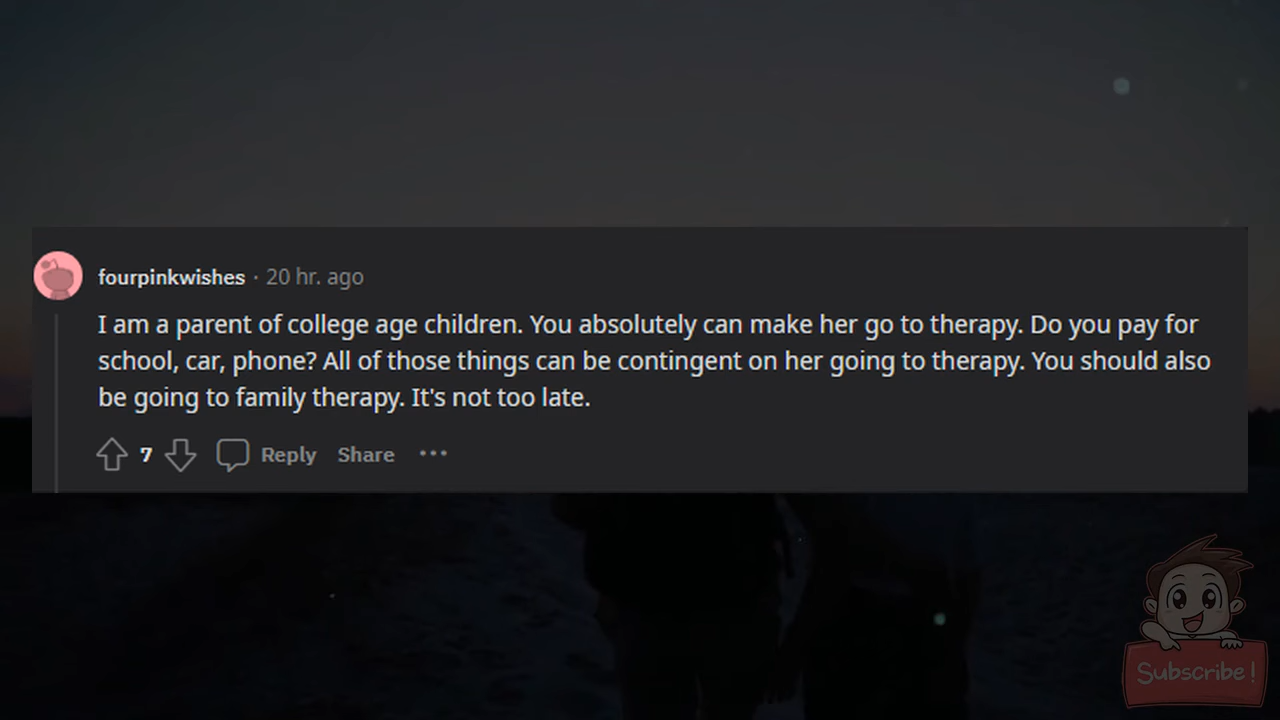 fourpinkwishes · 20 hr. ago
I am a parent of college age children. You absolutely can make her go to therapy. Do you pay for
school, car, phone? All of those things can be contingent on her going to therapy. You should also
be going to family therapy. It's not too late.
7 Reply Share ···
Subscribe!